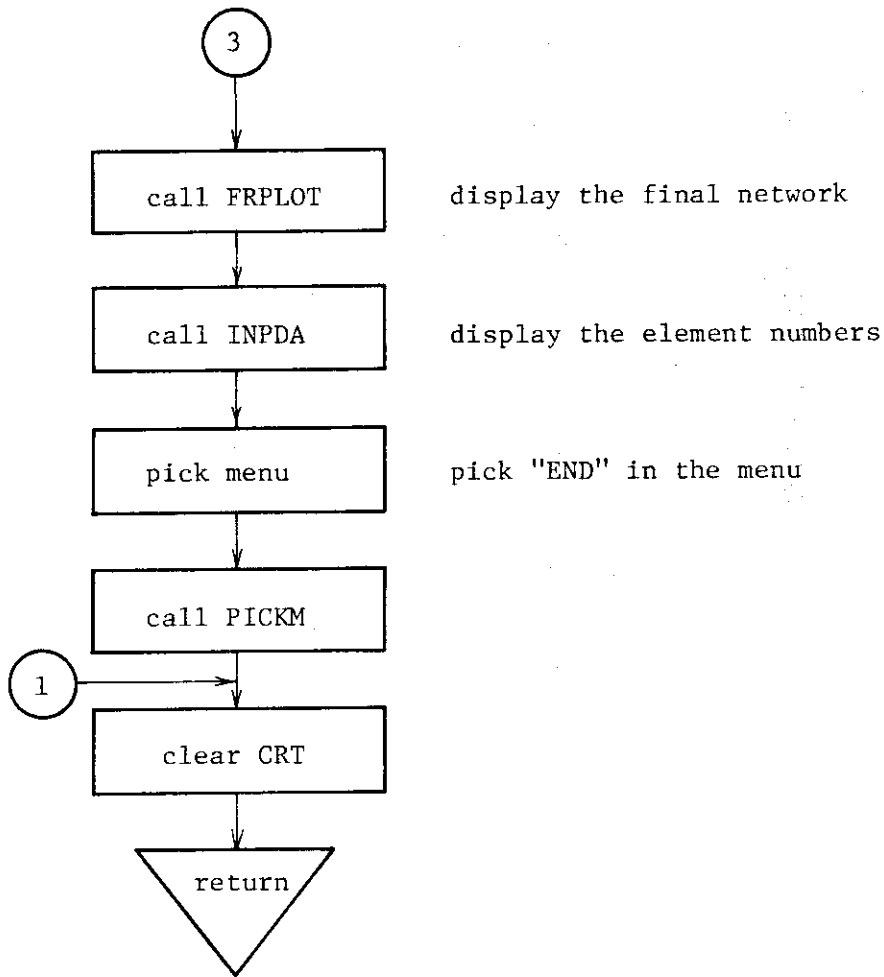 3
call FRPLOT display the final network
call INPDA display the element numbers
pick menu pick "END" in the menu
call PICKM
1
clear CRT
return